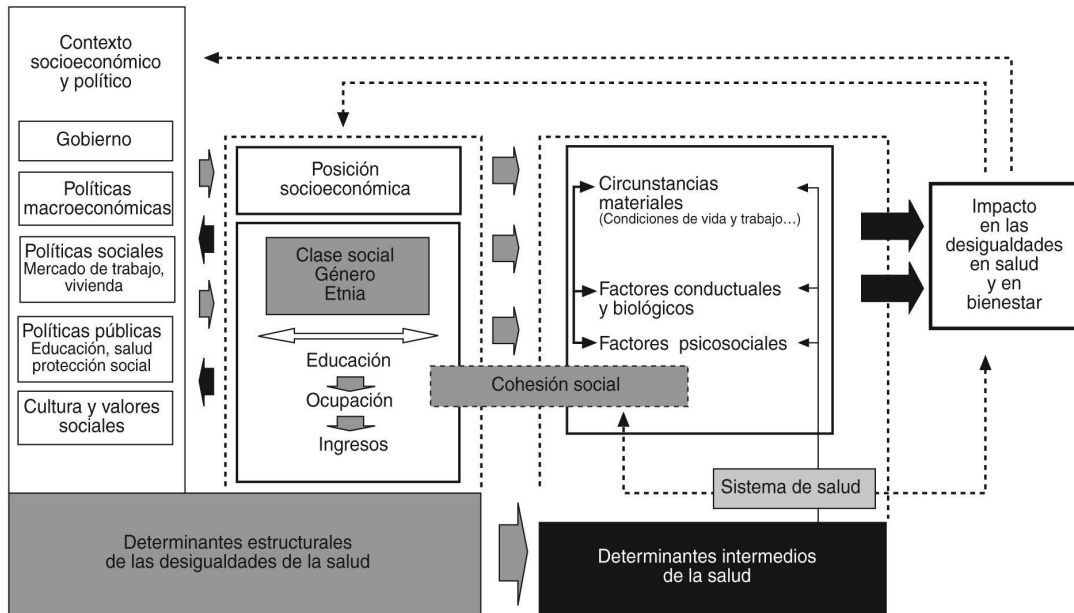 Contexto
socioeconómico
y político
Gobierno
Políticas
macroeconómicas
Políticas sociales
Mercado de trabajo,
vivienda
Políticas públicas
Educación, salud
protección social
Cultura y valores
sociales
Posición
socioeconómica
Clase social
Género
Etnia
Educación
Ocupación
Ingresos
Cohesión social
Circunstancias
materiales
(Condiciones de vida y trabajo...)
Factores conductuales
y biológicos
Factores psicosociales
Sistema de salud
Impacto
en las
desigualdades
en salud
y en
bienestar
Determinantes estructurales
de las desigualdades de la salud
Determinantes intermedios
de la salud